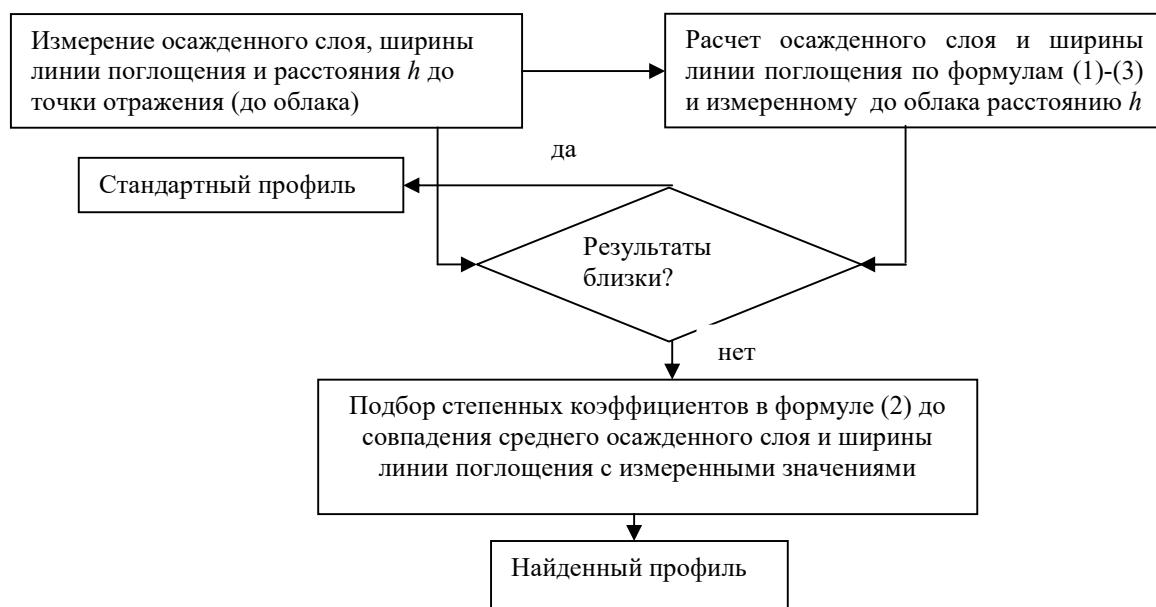 Измерение осажденного слоя, ширины
линии поглощения и расстояния h до
точки отражения (до облака)
Расчет осажденного слоя и ширины
линии поглощения по формулам (1)-(3)
и измеренному до облака расстоянию h
да
Стандартный профиль
Результаты
близки?
нет
Подбор степенных коэффициентов в формуле (2) до
совпадения среднего осажденного слоя и ширины
линии поглощения с измеренными значениями
Найденный профиль